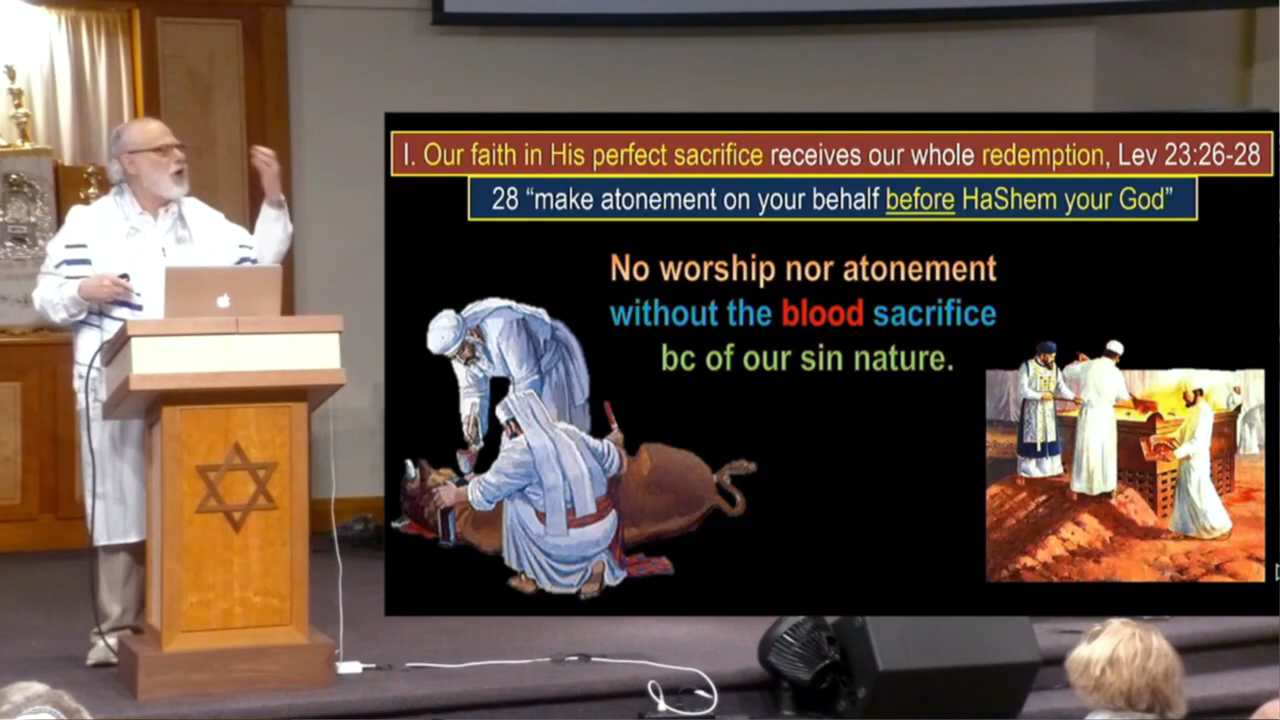 I. Our faith in His perfect sacrifice receives our whole redemption, Lev 23:26-28
28 “make atonement on your behalf before HaShem your God”
No worship nor atonement
without the blood sacrifice
bc of our sin nature.